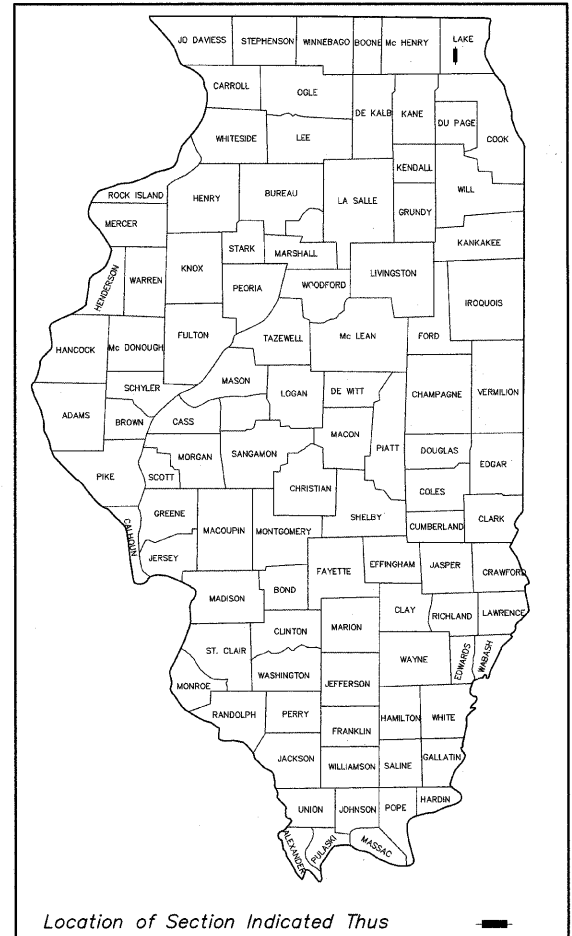 JO DAVIESS STEPHENSON WINNEBAGO BOONE Mc HENRY LAKE
CARROLL OGLE DE KALB KANE DU PAGE COOK
WHITESIDE LEE
KENDALL WILL
ROCK ISLAND HENRY BUREAU LA SALLE GRUNDY
MERCER
STARK MARSHALL KANKAKEE
KNOX PEORIA WOODFORD LIVINGSTON
HENDERSON WARREN IROQUOIS
FULTON TAZEWELL Mc LEAN FORD
HANCOCK Mc DONOUGH
SCHYLER MASON LOGAN DE WITT CHAMPAGNE VERMILION
ADAMS BROWN CASS MACON PIATT
MORGAN SANGAMON DOUGLAS EDGAR
PIKE SCOTT CHRISTIAN COLES
GREENE SHELBY CLARK
CALHOUN MACOUPIN MONTGOMERY CUMBERLAND
JERSEY FAYETTE EFFINGHAM JASPER CRAWFORD
MADISON BOND CLAY RICHLAND LAWRENCE
CLINTON MARION
ST. CLAIR WAYNE EDWARDS WABASH
WASHINGTON JEFFERSON
MONROE
RANDOLPH PERRY HAMILTON WHITE
FRANKLIN
JACKSON WILLIAMSON SALINE GALLATIN
UNION JOHNSON POPE HARDIN
ALEXANDER PULASKI MASSAC
Location of Section Indicated Thus